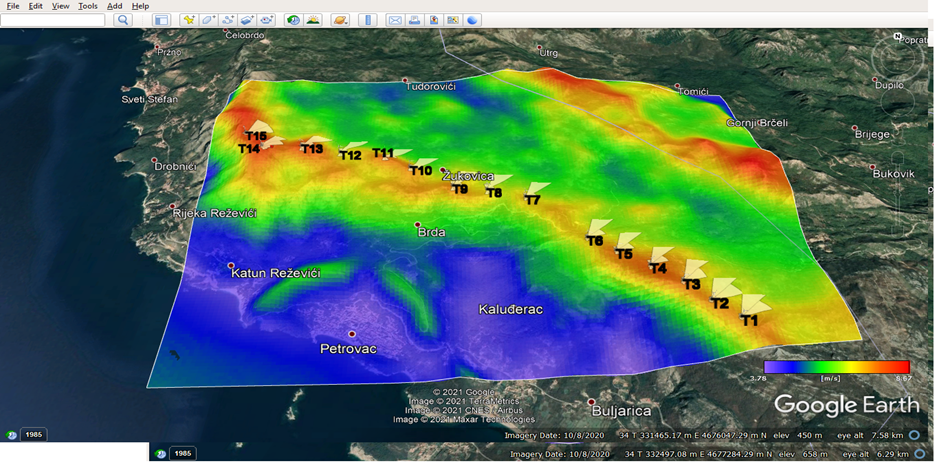 File Edit View Tools Add Help
Čelobrdo
Pržno
Utrg
Poprat
N
Tudorovići
Tomići
Dupilo
Sveti Stefan
Gornji Brčeli
Brijege
T15
T14
T13
T12
T11
T10
Žukovica
T9
T8
T7
Drobnići
Bukovik
Rijeka Reževići
Brda
T6
T5
T4
T3
T2
T1
Katun Reževići
Kaluđerac
Petrovac
3.78 [m/s] 8.67
© 2021 Google
Image © 2021 TerraMetrics
Image © 2021 CNES / Airbus
Image © 2021 Maxar Technologies
Buljarica
Google Earth
1985
Imagery Date: 10/8/2020 34 T 331465.17 m E 4676047.29 m N elev 450 m eye alt 7.58 km
1985
Imagery Date: 10/8/2020 34 T 332497.08 m E 4677284.29 m N elev 658 m eye alt 6.29 km